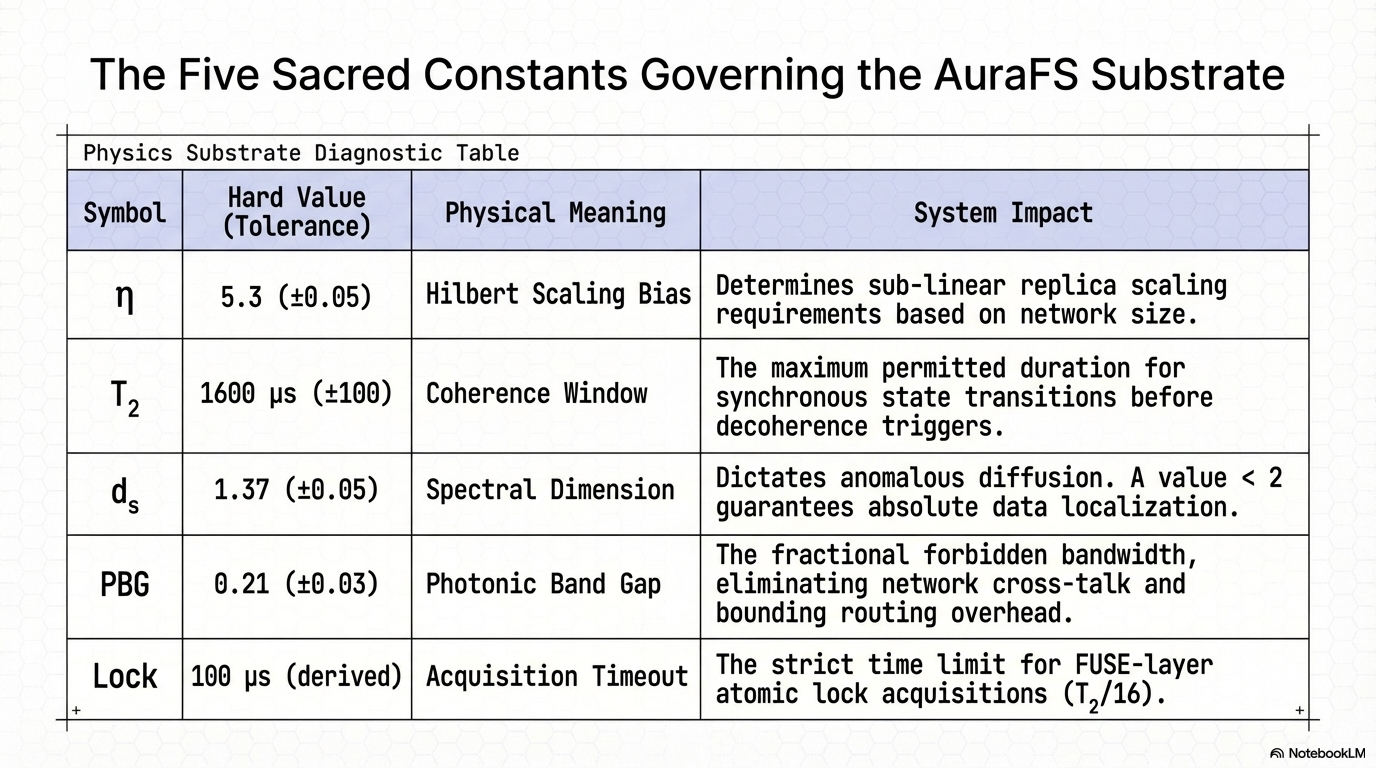 The Five Sacred Constants Governing the AuraFS Substrate
Physics Substrate Diagnostic Table
Symbol
Hard Value
(Tolerance)
Physical Meaning
System Impact
η
5.3 (±0.05)
Hilbert Scaling Bias
Determines sub-linear replica scaling
requirements based on network size.
T₂
1600 μs (±100)
Coherence Window
The maximum permitted duration for
synchronous state transitions before
decoherence triggers.
dₛ
1.37 (±0.05)
Spectral Dimension
Dictates anomalous diffusion. A value < 2
guarantees absolute data localization.
PBG
0.21 (±0.03)
Photonic Band Gap
The fractional forbidden bandwidth,
eliminating network cross-talk and
bounding routing overhead.
Lock
100 μs (derived)
Acquisition Timeout
The strict time limit for FUSE-layer
atomic lock acquisitions (T₂/16).
NotebookLM